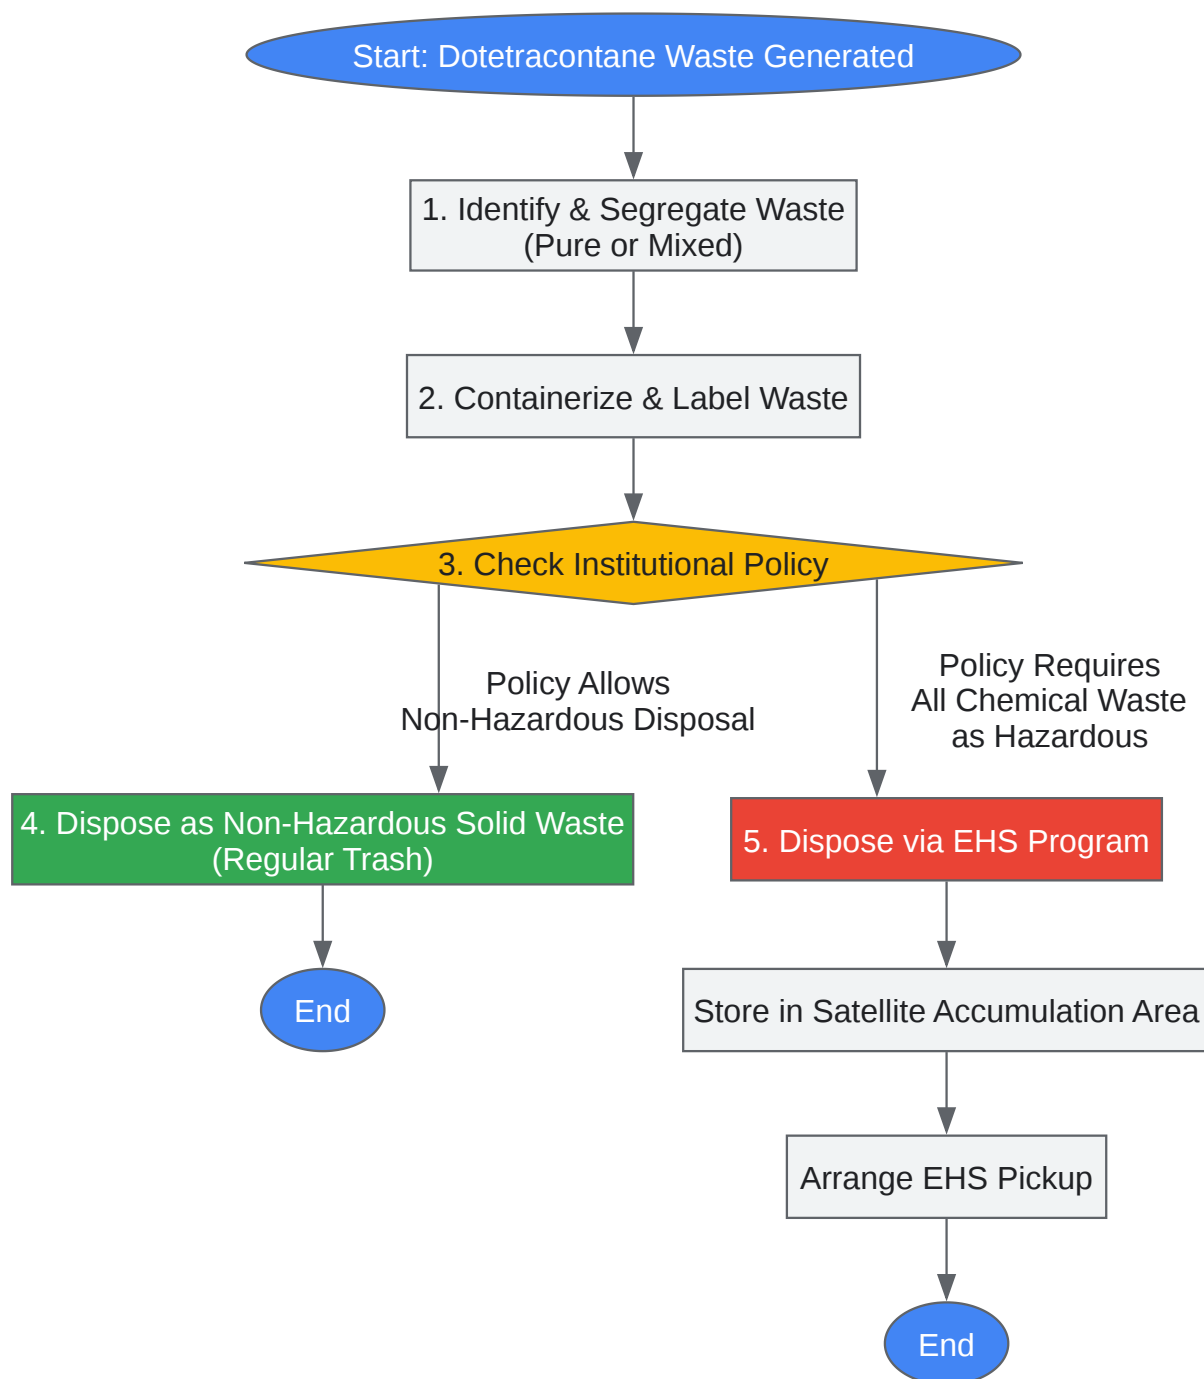 Start: Dotetracontane Waste Generated
1. Identify & Segregate Waste
(Pure or Mixed)
2. Containerize & Label Waste
3. Check Institutional Policy
Policy Allows
Non-Hazardous Disposal
Policy Requires
All Chemical Waste
as Hazardous
4. Dispose as Non-Hazardous Solid Waste
(Regular Trash)
5. Dispose via EHS Program
End
Store in Satellite Accumulation Area
Arrange EHS Pickup
End